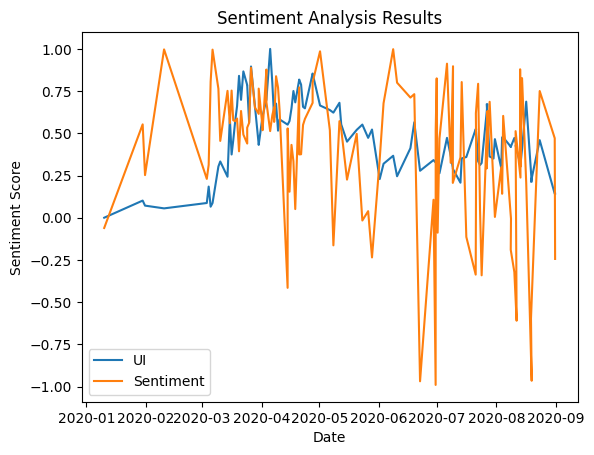 Sentiment Analysis Results
Sentiment Score
1.00
0.75
0.50
0.25
0.00
−0.25
−0.50
−0.75
−1.00
UI
Sentiment
2020-01 2020-02 2020-03 2020-04 2020-05 2020-06 2020-07 2020-08 2020-09
Date